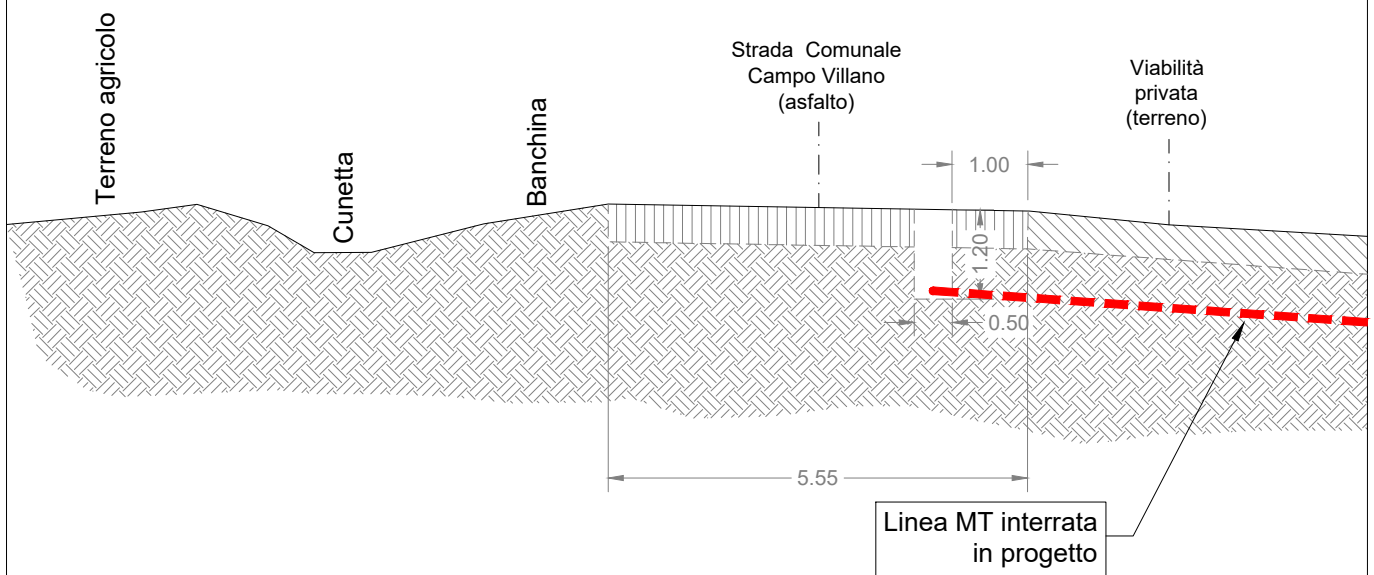 Terreno agricolo
Cunetta
Banchina
Strada Comunale
Campo Villano
(asfalto)
Viabilità
privata
(terreno)
1.00
1.20
0.50
5.55
Linea MT interrata
in progetto